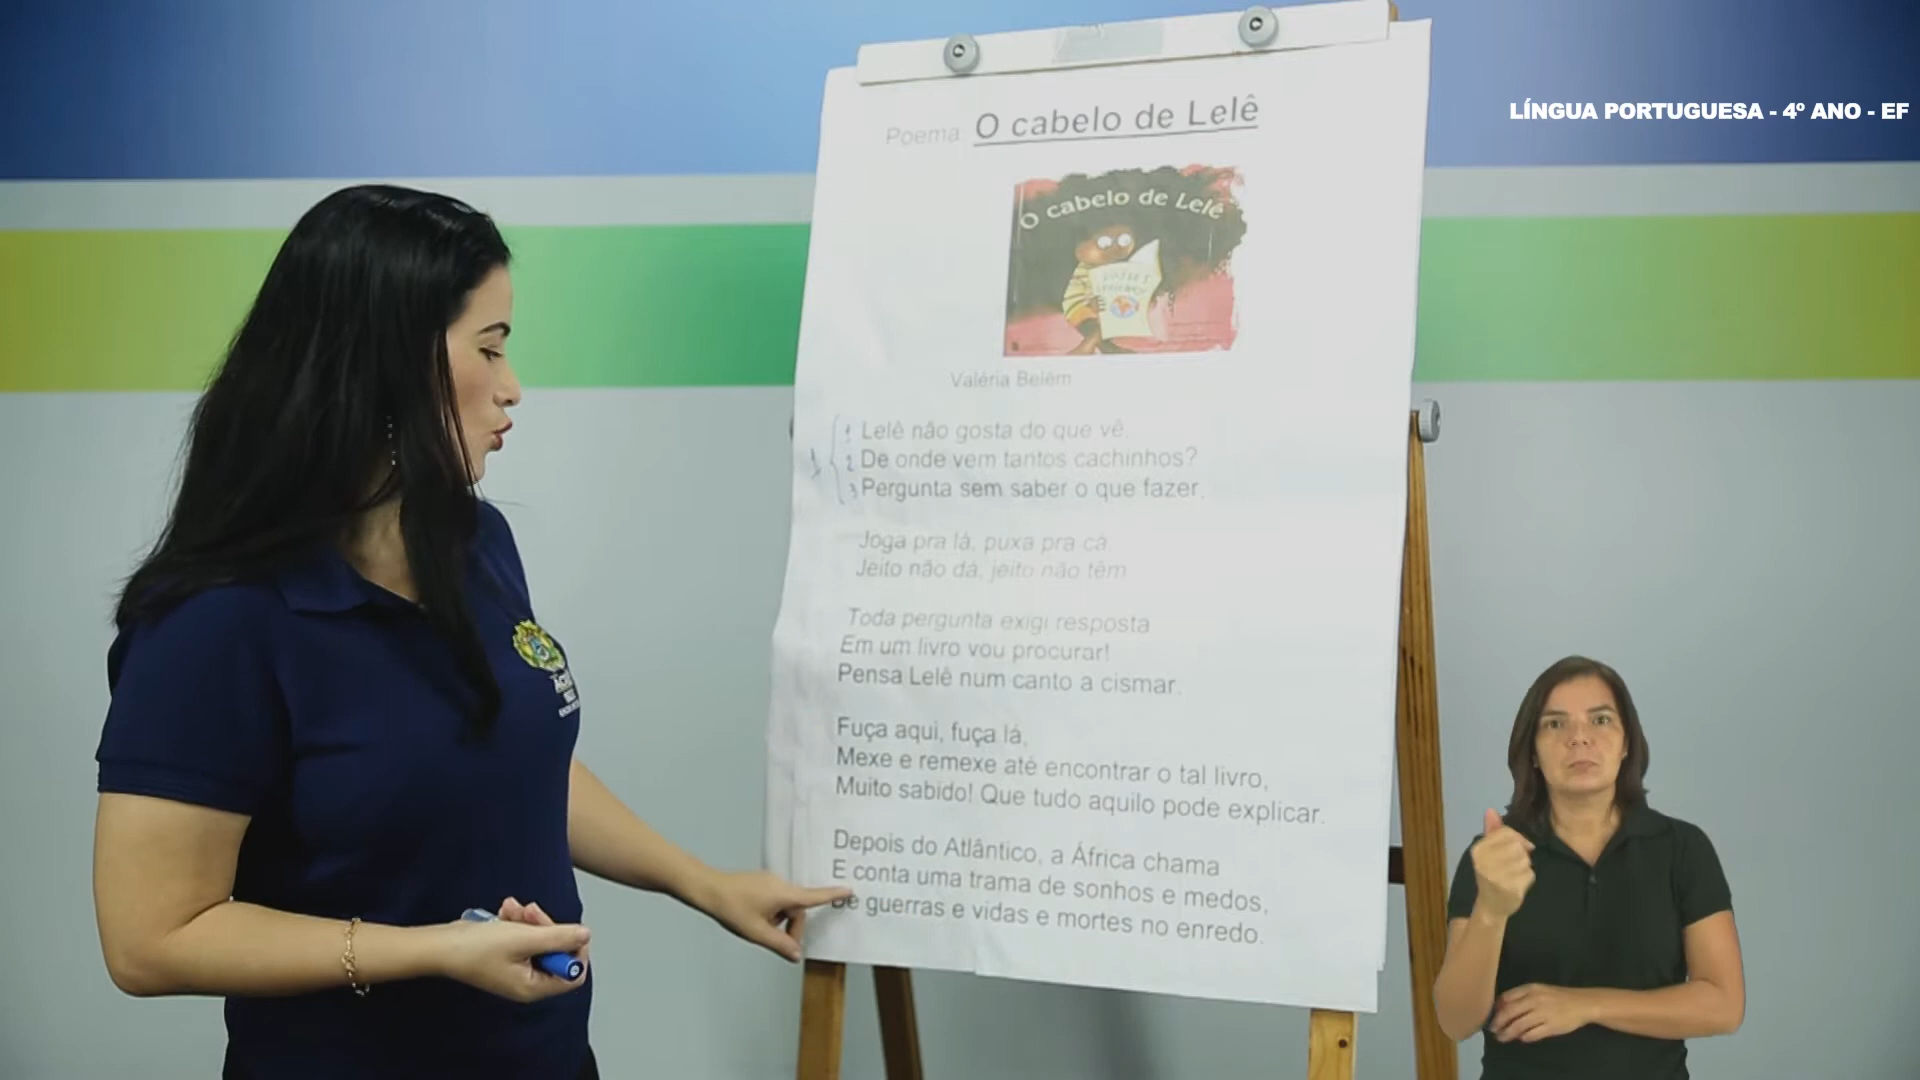 LÍNGUA PORTUGUESA - 4º ANO - EF
Poema: O cabelo de Lelê
O cabelo de Lelê
Valéria Belém
1
1 Lelê não gosta do que vê.
2 De onde vem tantos cachinhos?
3 Pergunta sem saber o que fazer.
Joga pra lá, puxa pra cá.
Jeito não dá, jeito não têm
Toda pergunta exigi resposta
Em um livro vou procurar!
Pensa Lelê num canto a cismar.
Fuça aqui, fuça lá,
Mexe e remexe até encontrar o tal livro,
Muito sabido! Que tudo aquilo pode explicar.
Depois do Atlântico, a África chama
E conta uma trama de sonhos e medos,
De guerras e vidas e mortes no enredo.